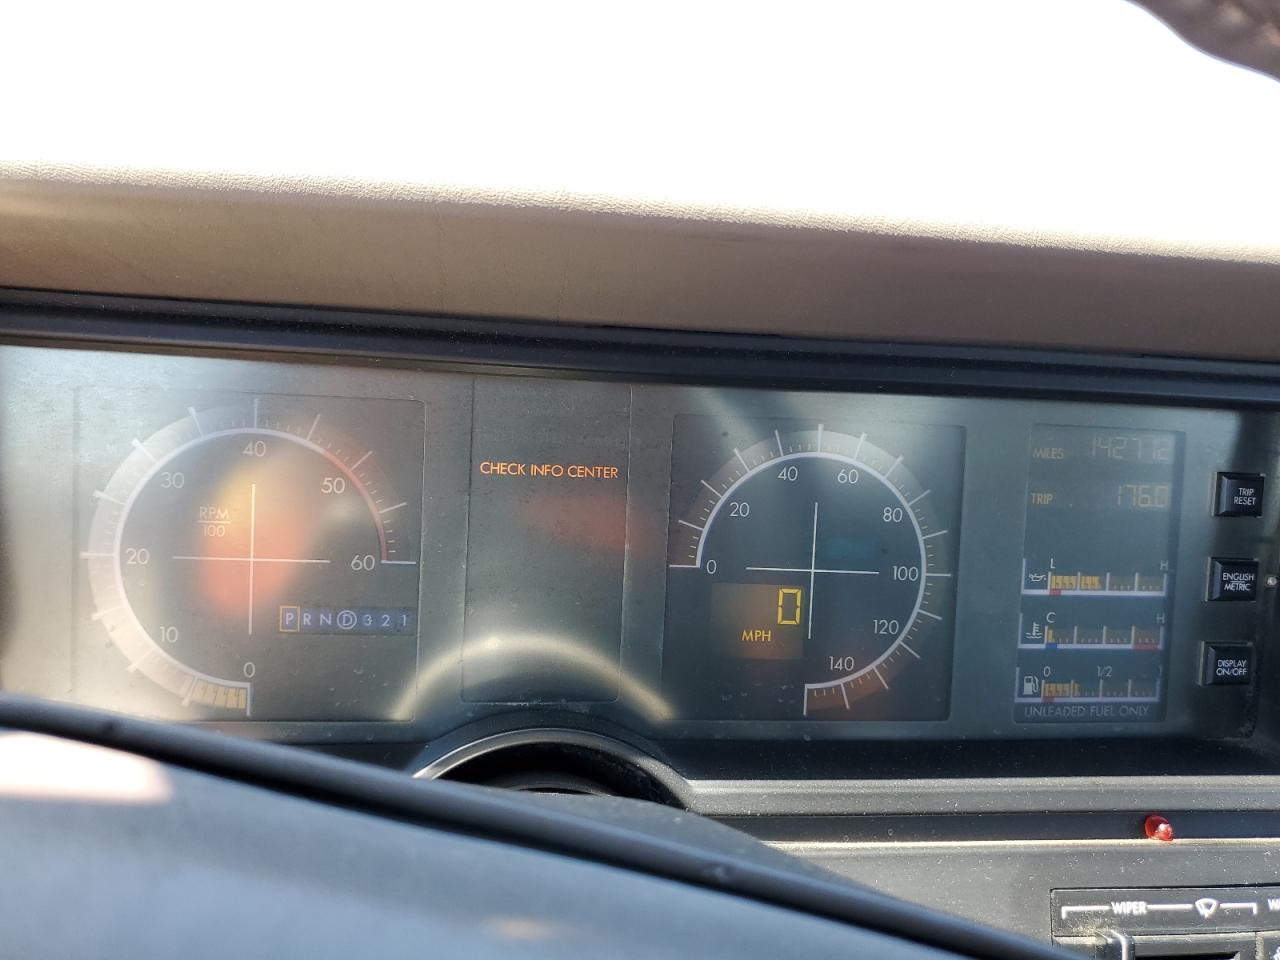 40
30
50
RPM
100
20
60
P R N D 3 2 1
10
0
CHECK INFO CENTER
40
60
20
80
0
100
0
MPH
120
140
MILES 142712
TRIP 176.0
L H
C H
0 1/2 1
UNLEADED FUEL ONLY
TRIP
RESET
ENGLISH
METRIC
DISPLAY
ON/OFF
WIPER